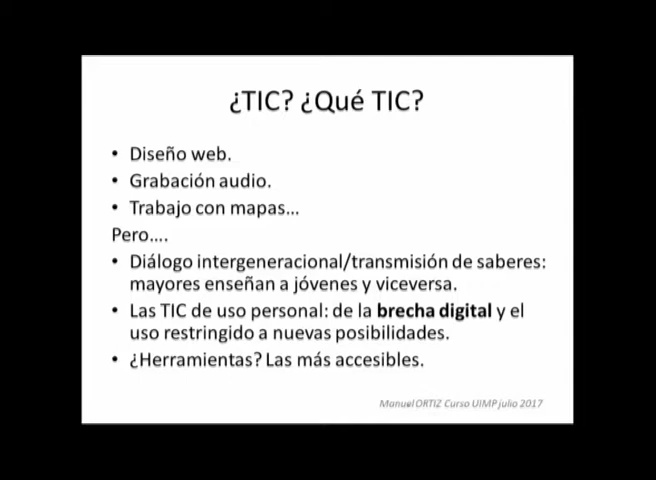 ¿TIC? ¿Qué TIC?
• Diseño web.
• Grabación audio.
• Trabajo con mapas...
Pero....
• Diálogo intergeneracional/transmisión de saberes:
mayores enseñan a jóvenes y viceversa.
• Las TIC de uso personal: de la brecha digital y el
uso restringido a nuevas posibilidades.
• ¿Herramientas? Las más accesibles.
Manuel ORTIZ Curso UIMP julio 2017